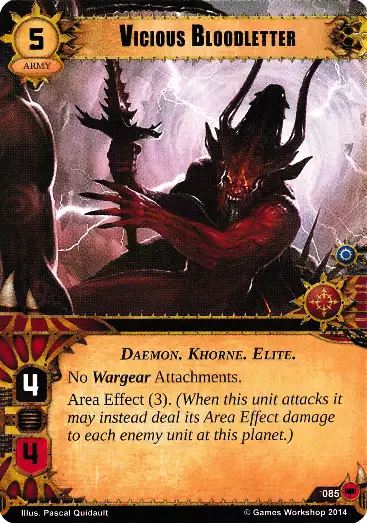 5
VICIOUS BLOODLETTER
ARMY
DAEMON. KHORNE. ELITE.
4
No Wargear Attachments.
Area Effect (3). (When this unit attacks it
may instead deal its Area Effect damage
to each enemy unit at this planet.)
4
085
Illus. Pascal Quidault
© Games Workshop 2014